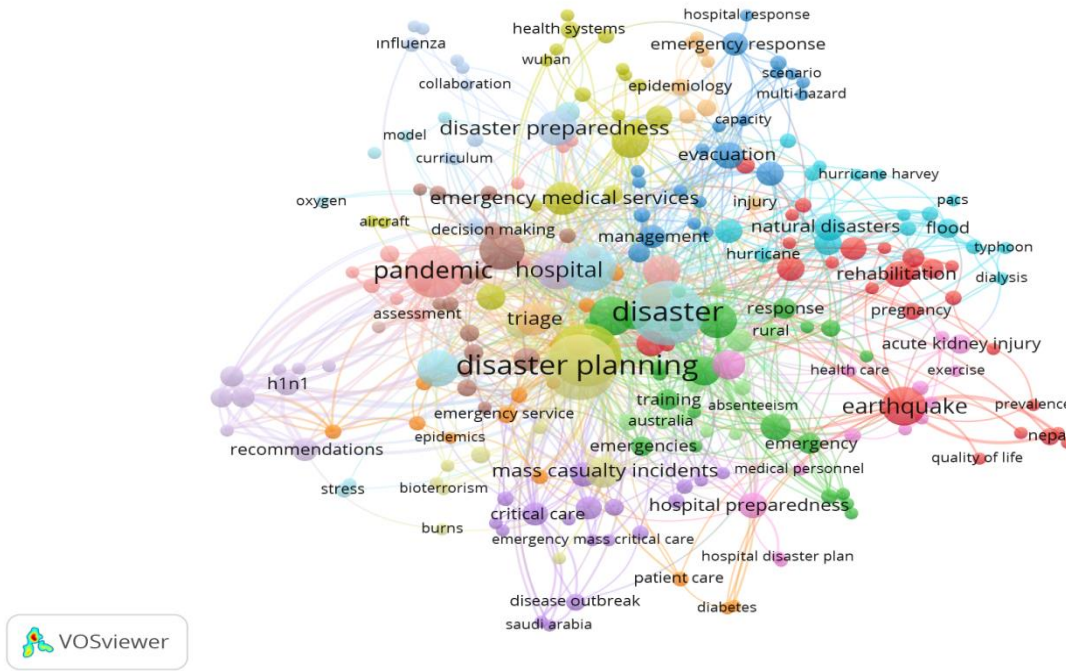 hospital response
health systems
influenza
emergency response
wuhan
scenario
collaboration
epidemiology
multi-hazard
disaster preparedness
capacity
model
curriculum
evacuation
hurricane harvey
oxygen
emergency medical services
injury
pacs
aircraft
decision making
natural disasters
flood
management
typhoon
hurricane
pandemic
hospital
rehabilitation
dialysis
assessment
triage
disaster
response
pregnancy
rural
acute kidney injury
disaster planning
health care
exercise
h1n1
training
absenteeism
earthquake
prevalence
emergency service
australia
epidemics
emergencies
emergency
nepal
recommendations
mass casualty incidents
medical personnel
quality of life
stress
bioterrorism
critical care
hospital preparedness
burns
emergency mass critical care
hospital disaster plan
patient care
disease outbreak
diabetes
saudi arabia
VOSviewer